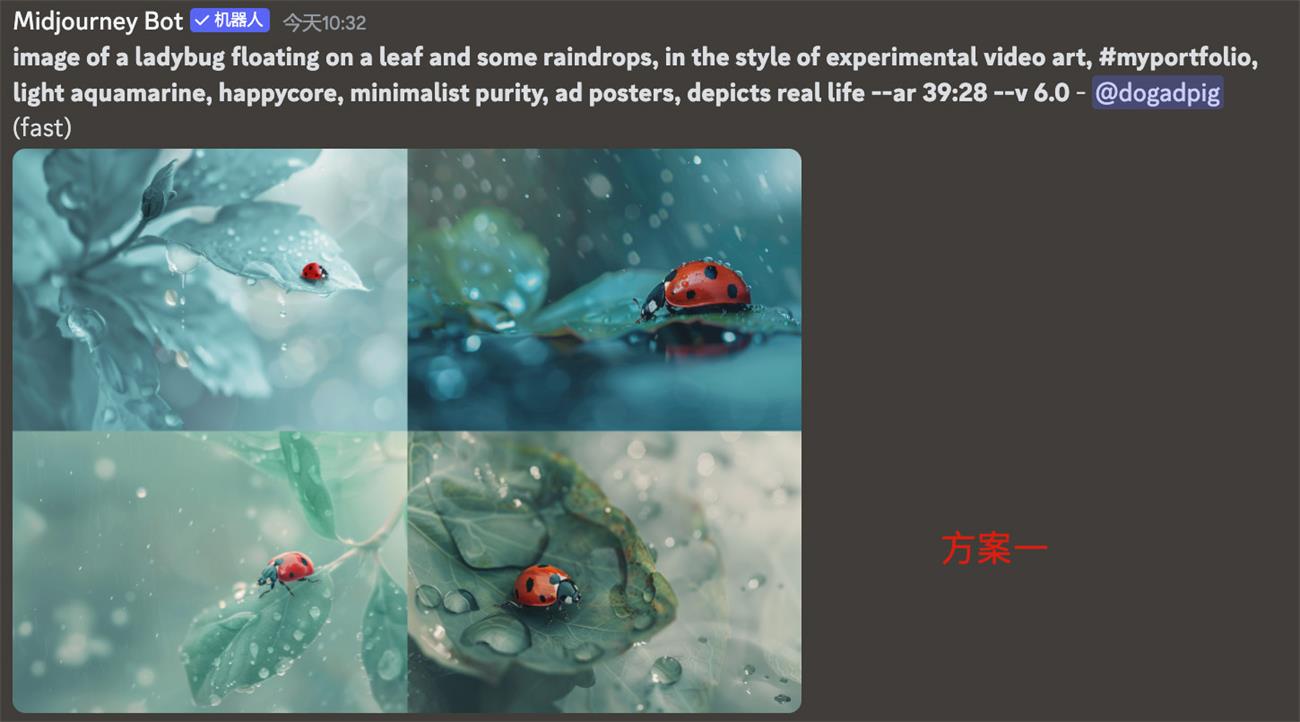 Midjourney Bot ✓ 机器人 今天10:32
image of a ladybug floating on a leaf and some raindrops, in the style of experimental video art, #myportfolio,
light aquamarine, happycore, minimalist purity, ad posters, depicts real life --ar 39:28 --v 6.0 - @dogadpig
(fast)
方案一